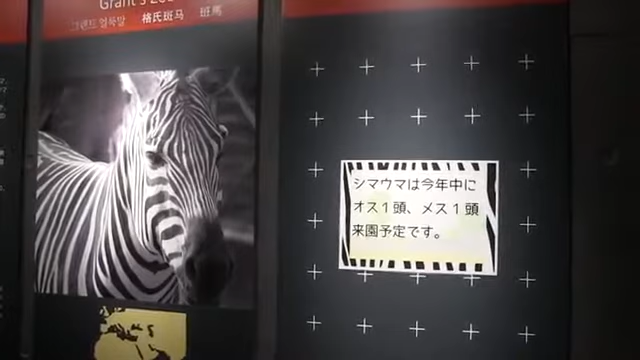 Grant's
그랜트 얼룩말 格氏斑马 班馬
シマウマは今年中に
オス1頭、メス1頭
来園予定です。